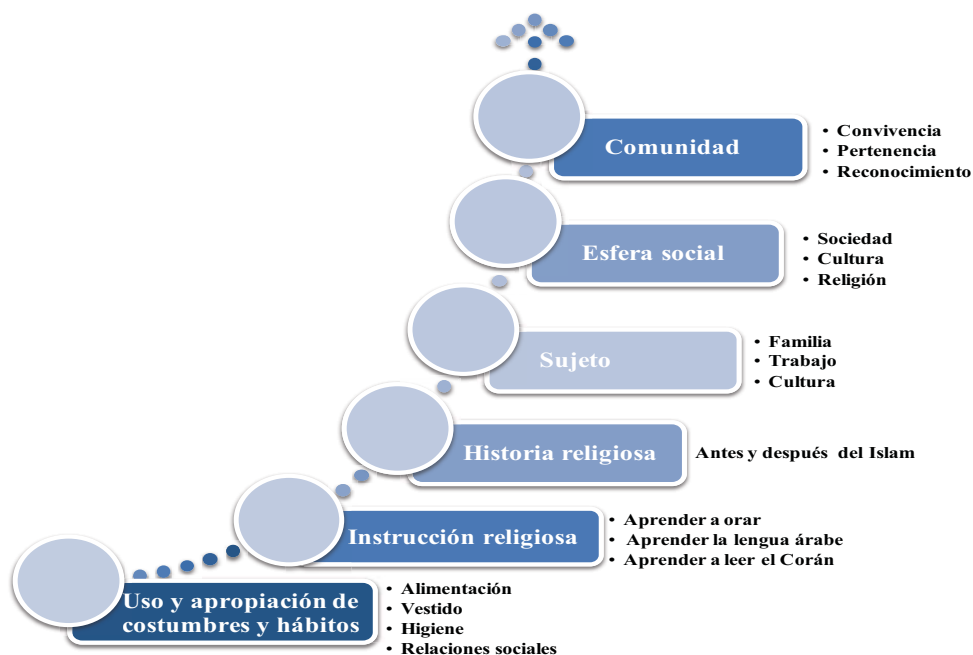 Comunidad
• Convivencia
• Pertenencia
• Reconocimiento
Esfera social
• Sociedad
• Cultura
• Religión
Sujeto
• Familia
• Trabajo
• Cultura
Historia religiosa
Antes y después del Islam
Instrucción religiosa
• Aprender a orar
• Aprender la lengua árabe
• Aprender a leer el Corán
Uso y apropiación de
costumbres y hábitos
• Alimentación
• Vestido
• Higiene
• Relaciones sociales